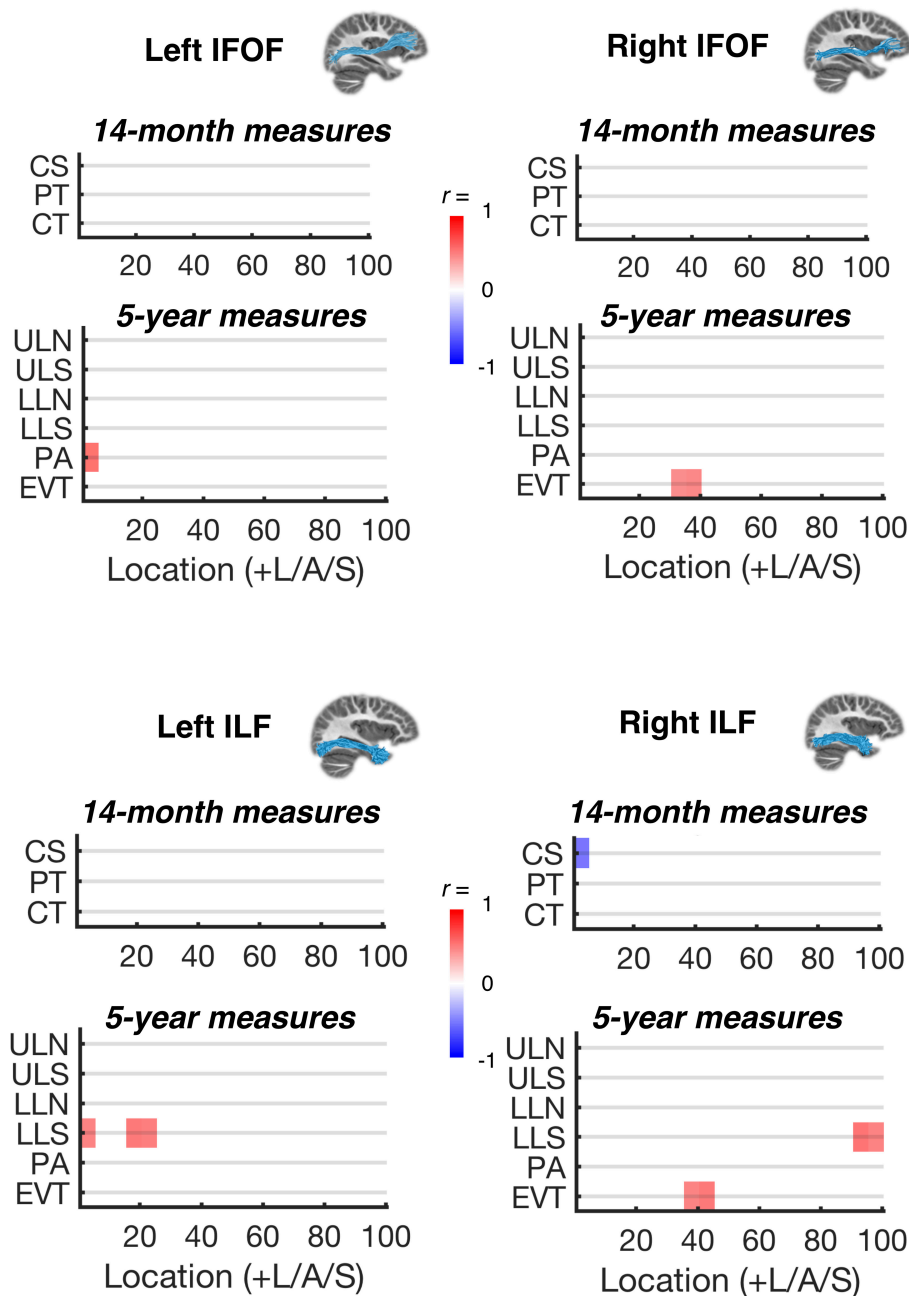 Left IFOF
14-month measures
CS
PT
CT
20 40 60 80 100
5-year measures
ULN
ULS
LLN
LLS
PA
EVT
20 40 60 80 100
Location (+L/A/S)
r =
1
0
-1
Right IFOF
14-month measures
CS
PT
CT
20 40 60 80 100
5-year measures
ULN
ULS
LLN
LLS
PA
EVT
20 40 60 80 100
Location (+L/A/S)
Left ILF
14-month measures
CS
PT
CT
20 40 60 80 100
5-year measures
ULN
ULS
LLN
LLS
PA
EVT
20 40 60 80 100
Location (+L/A/S)
r =
1
0
-1
Right ILF
14-month measures
CS
PT
CT
20 40 60 80 100
5-year measures
ULN
ULS
LLN
LLS
PA
EVT
20 40 60 80 100
Location (+L/A/S)